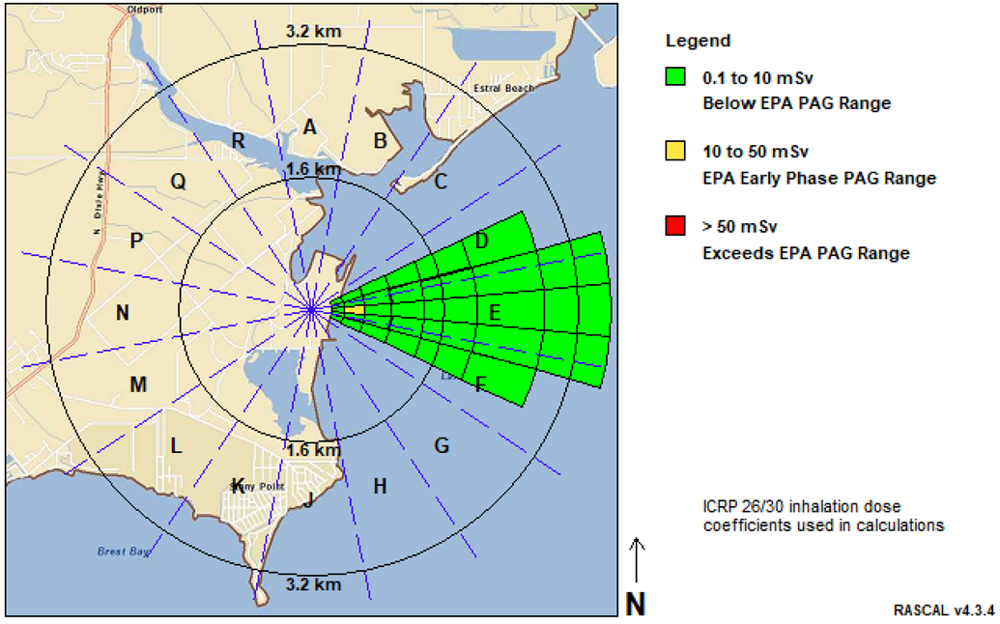 Oldport
3.2 km
Estral Beach
A
B
R
1.6 km
Q
C
N Dixie Hwy
P
D
N
E
M
F
L
G
1.6 km
K
Stony Point
H
J
Brest Bay
3.2 km
Legend
0.1 to 10 mSv
Below EPA PAG Range
10 to 50 mSv
EPA Early Phase PAG Range
> 50 mSv
Exceeds EPA PAG Range
ICRP 26/30 inhalation dose
coefficients used in calculations
N
RASCAL v4.3.4